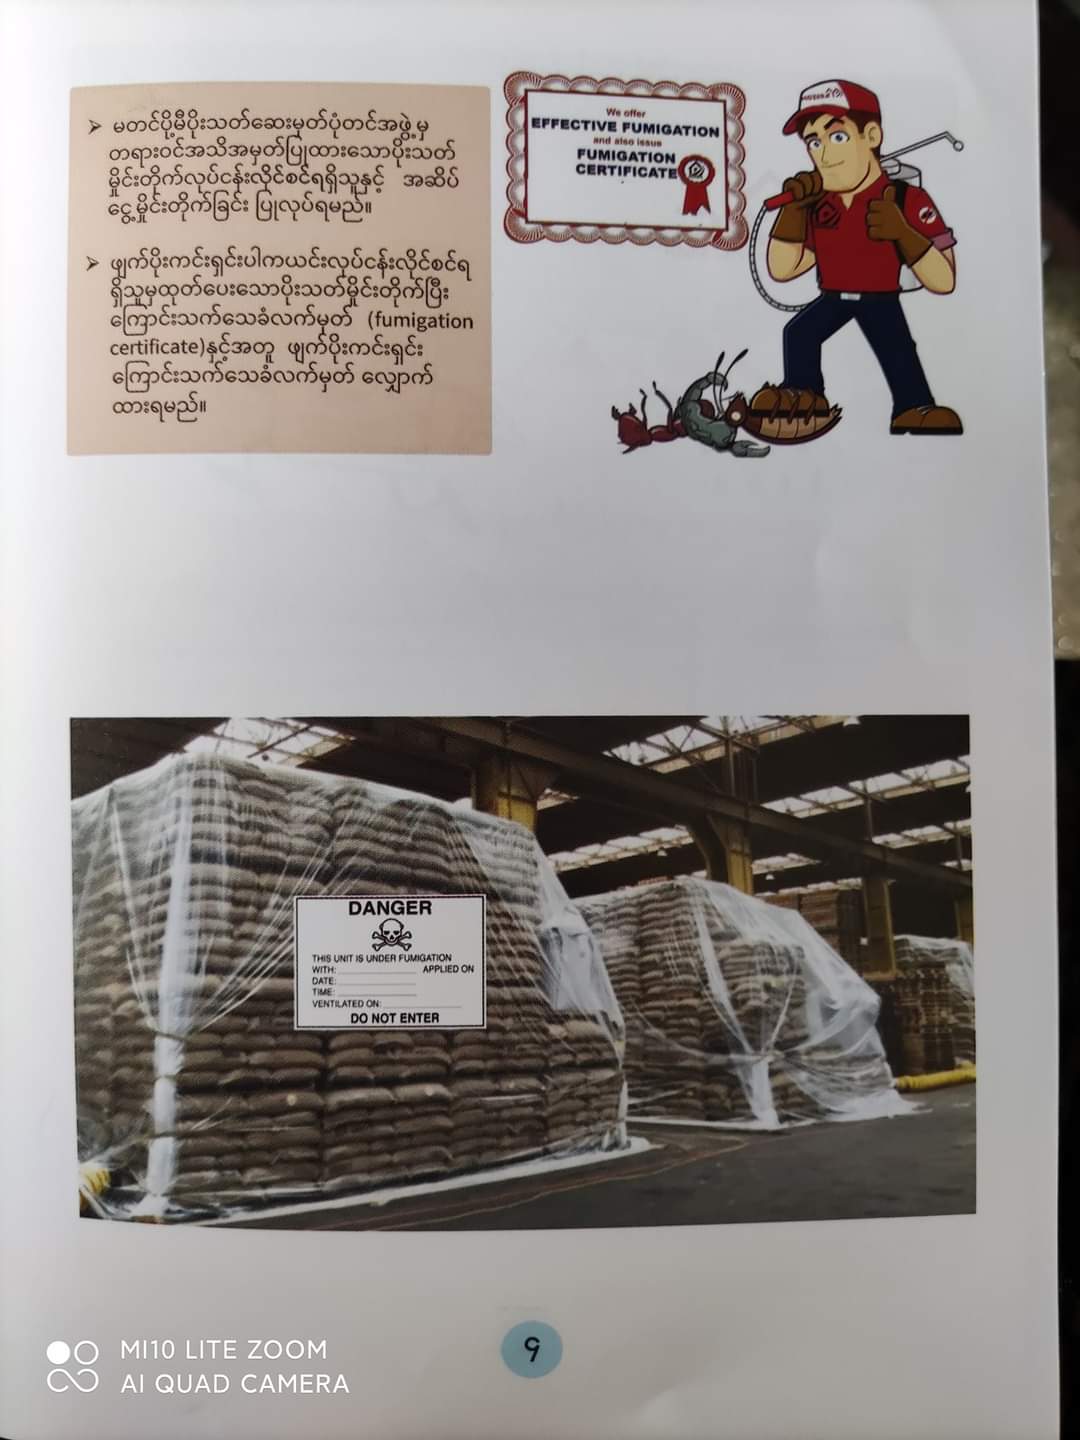 ➢ မတင်ပို့မီပိုးသတ်ဆေးမှတ်ပုံတင်အဖွဲ့မှ
တရားဝင်အသိအမှတ်ပြုထားသောပိုးသတ်
မှိုင်းတိုက်လုပ်ငန်းလိုင်စင်ရရှိသူနှင့် အဆိပ်
ငွေ့မှိုင်းတိုက်ခြင်း ပြုလုပ်ရမည်။
➢ ဖျက်ပိုးကင်းရှင်းပါကယင်းလုပ်ငန်းလိုင်စင်ရ
ရှိသူမှထုတ်ပေးသောပိုးသတ်မှိုင်းတိုက်ပြီး
ကြောင်းသက်သေခံလက်မှတ် (fumigation
certificate)နှင့်အတူ ဖျက်ပိုးကင်းရှင်း
ကြောင်းသက်သေခံလက်မှတ် လျှောက်
ထားရမည်။
We offer
EFFECTIVE FUMIGATION
and also issue
FUMIGATION
CERTIFICATE
DANGER
THIS UNIT IS UNDER FUMIGATION
WITH: APPLIED ON
DATE:
TIME:
VENTILATED ON:
DO NOT ENTER
၄
MI10 LITE ZOOM
AI QUAD CAMERA